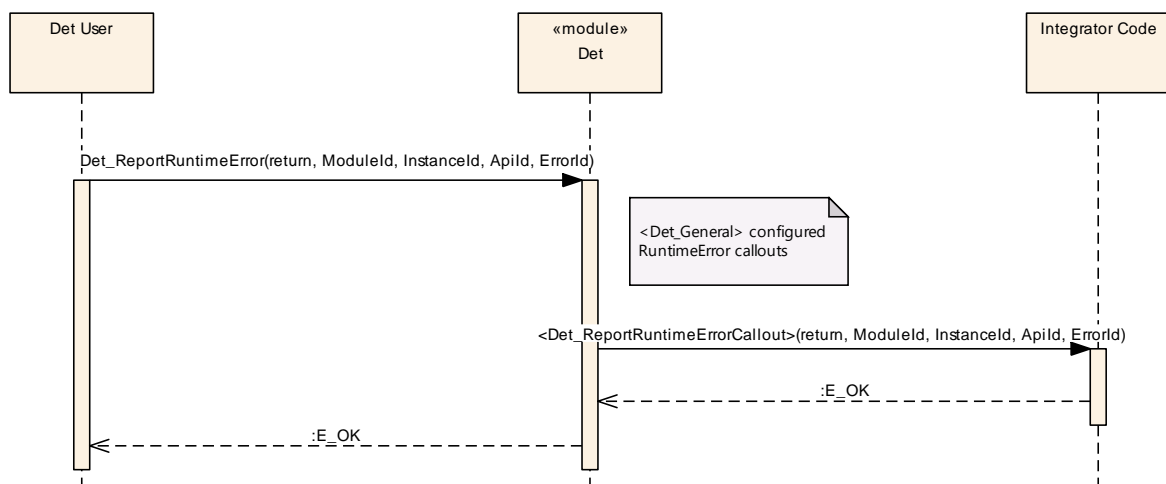 Det User
«module»
Det
Integrator Code
Det_ReportRuntimeError(return, ModuleId, InstanceId, ApiId, ErrorId)
<Det_General> configured
RuntimeError callouts
<Det_ReportRuntimeErrorCallout>(return, ModuleId, InstanceId, ApiId, ErrorId)
:E_OK
:E_OK